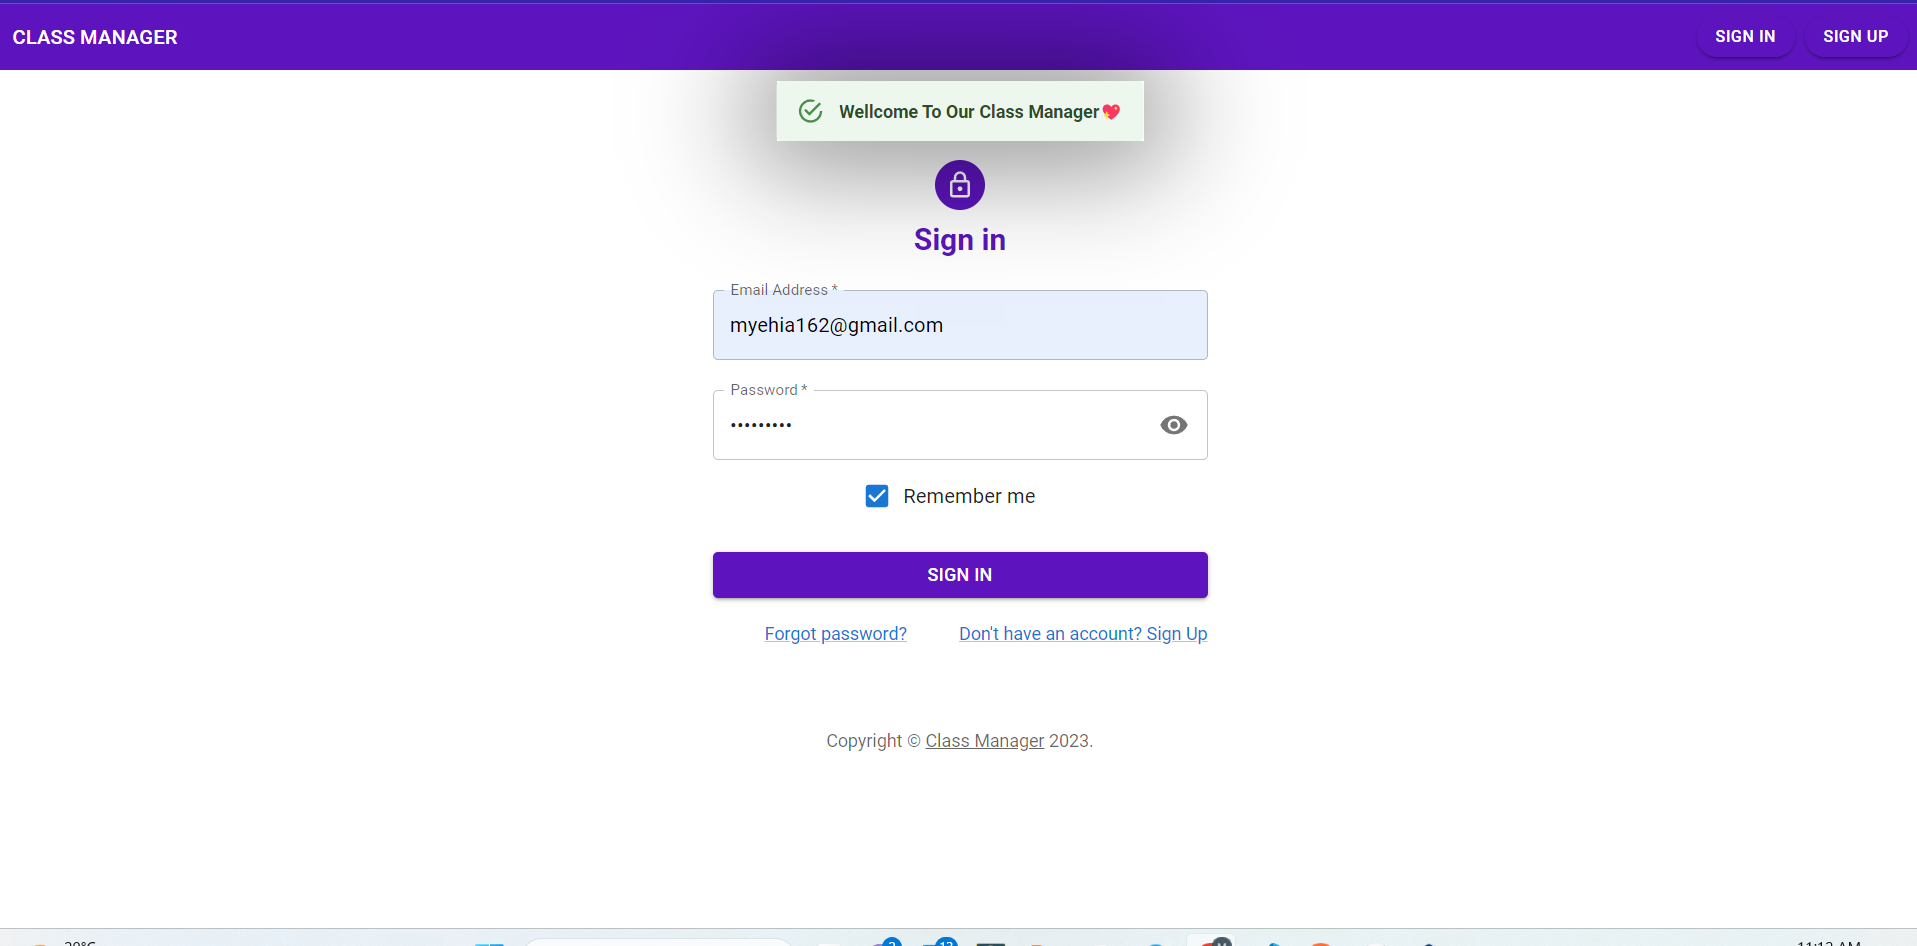 CLASS MANAGER
SIGN IN SIGN UP
Wellcome To Our Class Manager💖
Sign in
Email Address *
myehia162@gmail.com
Password *
•••••••••
Remember me
SIGN IN
Forgot password? Don't have an account? Sign Up
Copyright © Class Manager 2023.